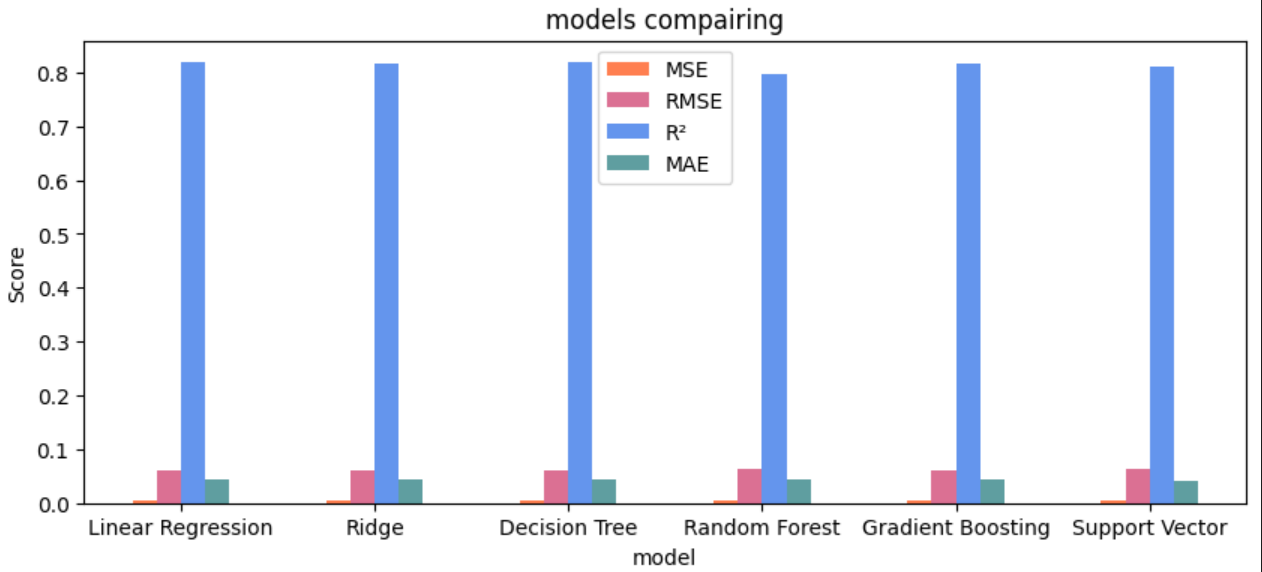 models compairing
MSE
RMSE
R²
MAE
Score
0.8
0.7
0.6
0.5
0.4
0.3
0.2
0.1
0.0
Linear Regression
Ridge
Decision Tree
Random Forest
Gradient Boosting
Support Vector
model